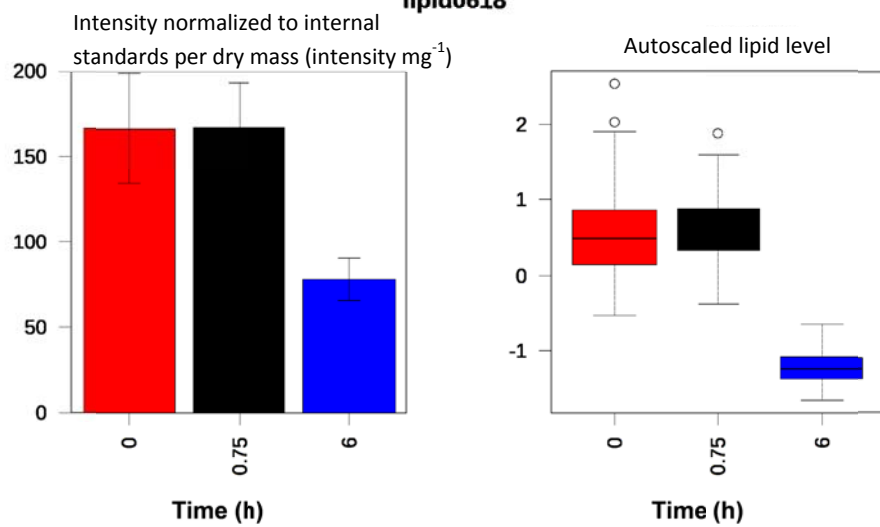 lipid0618
Intensity normalized to internal
standards per dry mass (intensity mg⁻¹)
200
150
100
50
0
0
0.75
6
Time (h)
Autoscaled lipid level
2
1
0
-1
0
0.75
6
Time (h)